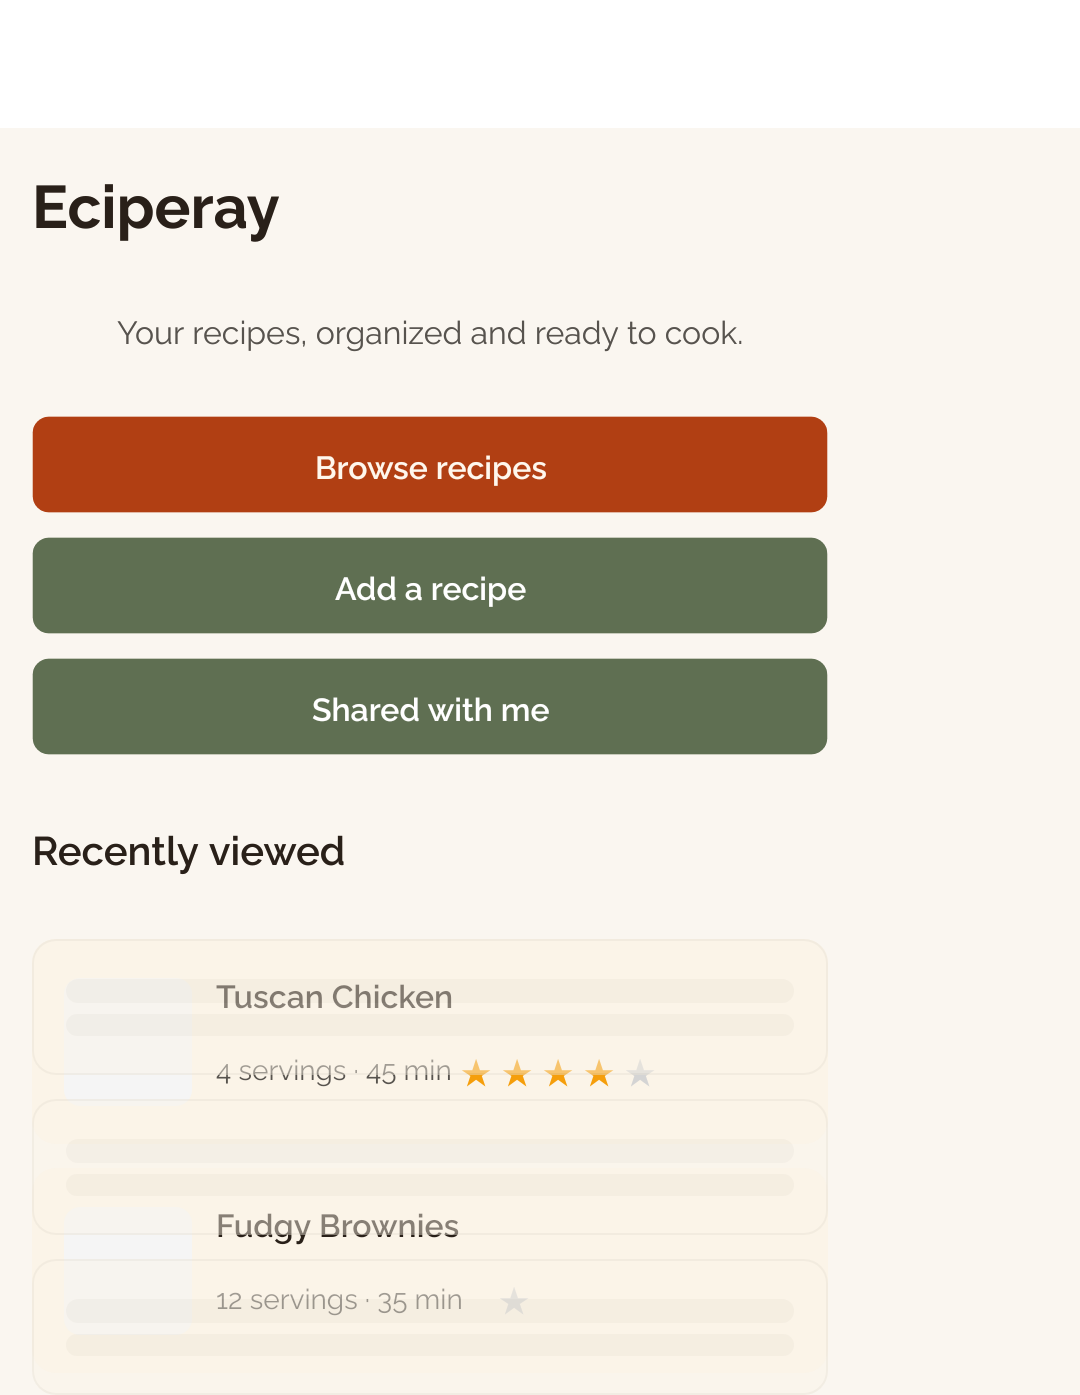 Eciperay
Your recipes, organized and ready to cook.
Browse recipes
Add a recipe
Shared with me
Recently viewed
Tuscan Chicken
4 servings · 45 min ★ ★ ★ ★ ★
Fudgy Brownies
12 servings · 35 min ★